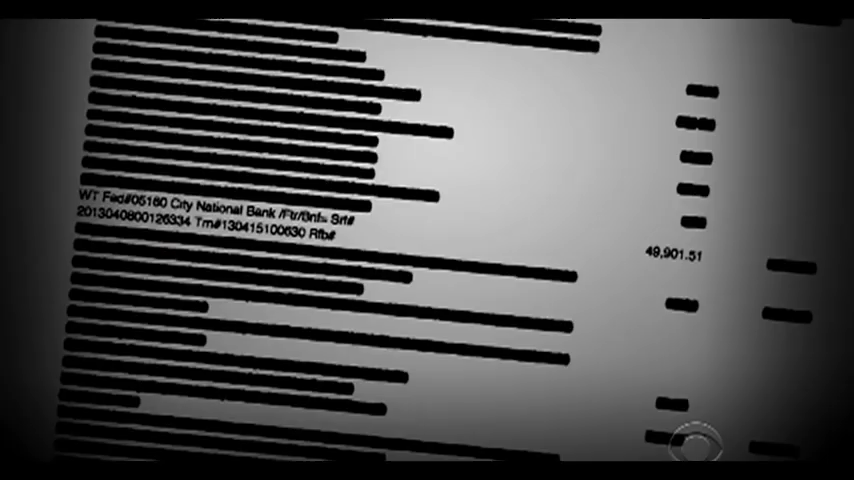 WT Fed#05160 City National Bank /Ftr/Bnf= Srf#
2013040800126334 Trn#130415100630 Rfb#
49,901.51